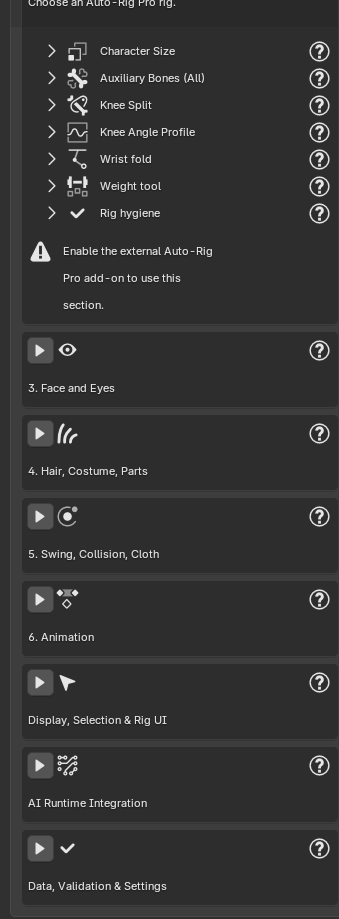 Choose an Auto-Rig Pro rig.
Character Size
Auxiliary Bones (All)
Knee Split
Knee Angle Profile
Wrist fold
Weight tool
Rig hygiene
Enable the external Auto-Rig
Pro add-on to use this
section.
3. Face and Eyes
4. Hair, Costume, Parts
5. Swing, Collision, Cloth
6. Animation
Display, Selection & Rig UI
AI Runtime Integration
Data, Validation & Settings